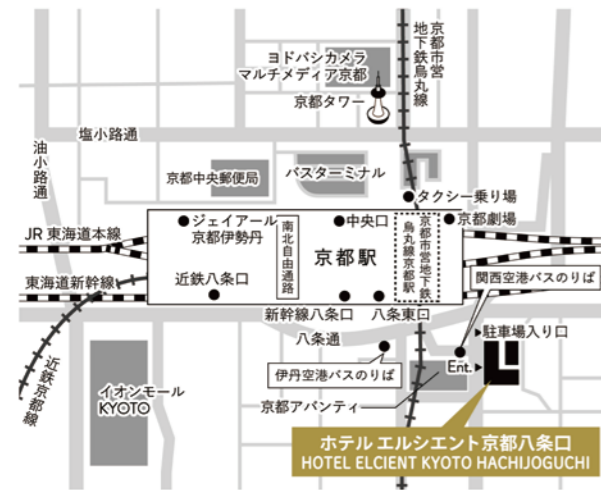 ヨドバシカメラ
マルチメディア京都
京都タワー
京都市営
地下鉄烏丸線
塩小路通
油小路通
京都中央郵便局
バスターミナル
タクシー乗り場
ジェイアール
京都伊勢丹
中央口
京都劇場
JR 東海道本線
南北自由通路
京都駅
京都市営地下鉄
烏丸線京都駅
東海道新幹線
近鉄八条口
関西空港バスのりば
新幹線八条口
八条東口
八条通
駐車場入り口
伊丹空港バスのりば
Ent.
近鉄京都線
イオンモール
KYOTO
京都アバンティ
ホテル エルシエント京都八条口
HOTEL ELCIENT KYOTO HACHIJOGUCHI